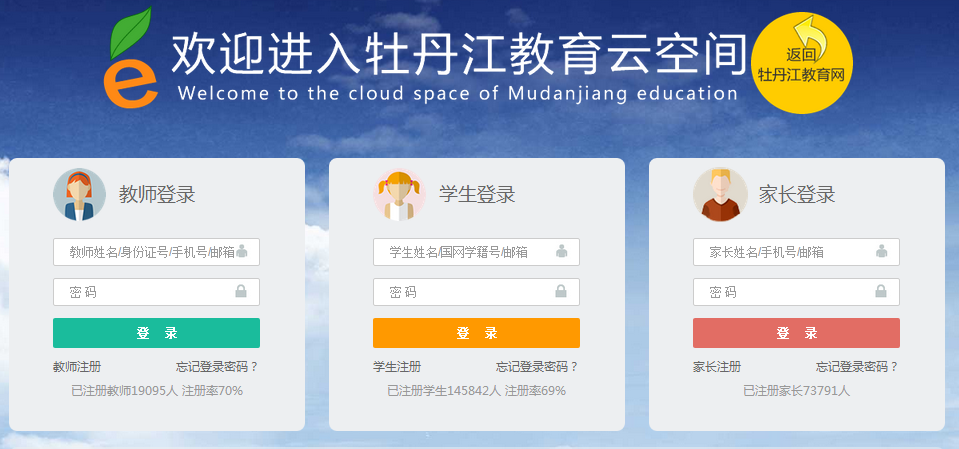 欢迎进入牡丹江教育云空间
Welcome to the cloud space of Mudanjiang education
返回
牡丹江教育网
教师登录
教师姓名/身份证号/手机号/邮箱
密 码
登 录
教师注册 忘记登录密码？
已注册教师19095人 注册率70%
学生登录
学生姓名/国网学籍号/邮箱
密 码
登 录
学生注册 忘记登录密码？
已注册学生145842人 注册率69%
家长登录
家长姓名/手机号/邮箱
密 码
登 录
家长注册 忘记登录密码？
已注册家长73791人